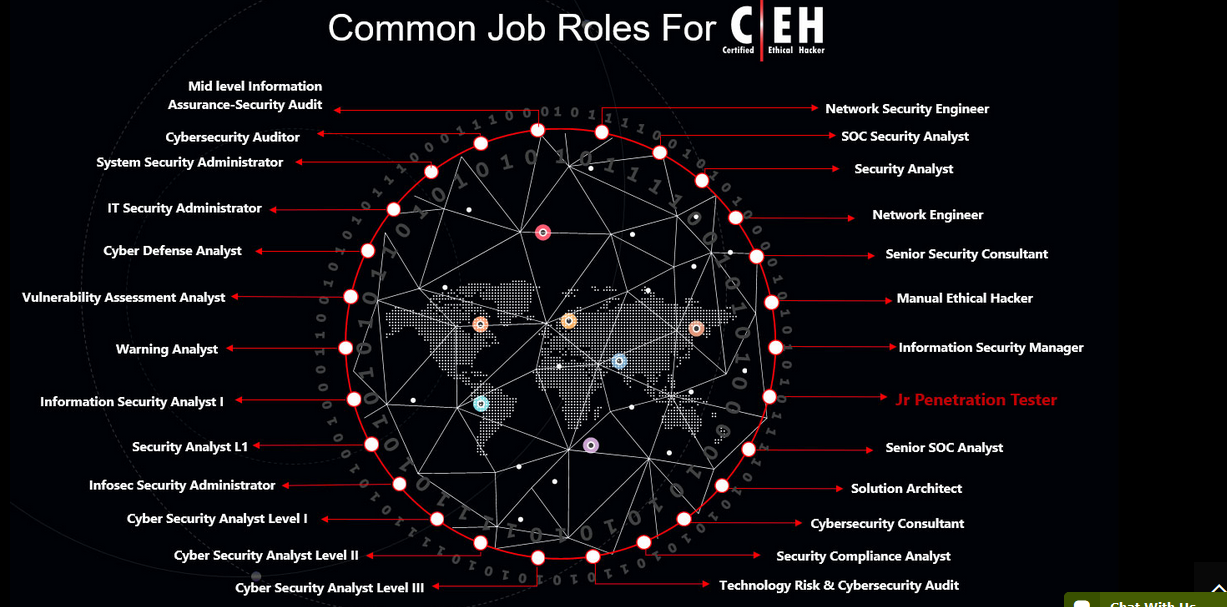 Common Job Roles For C|EH
Certified Ethical Hacker
Mid level Information
Assurance-Security Audit
Cybersecurity Auditor
System Security Administrator
IT Security Administrator
Cyber Defense Analyst
Vulnerability Assessment Analyst
Warning Analyst
Information Security Analyst I
Security Analyst L1
Infosec Security Administrator
Cyber Security Analyst Level I
Cyber Security Analyst Level II
Cyber Security Analyst Level III
Network Security Engineer
SOC Security Analyst
Security Analyst
Network Engineer
Senior Security Consultant
Manual Ethical Hacker
Information Security Manager
Jr Penetration Tester
Senior SOC Analyst
Solution Architect
Cybersecurity Consultant
Security Compliance Analyst
Technology Risk & Cybersecurity Audit
Chat With Us